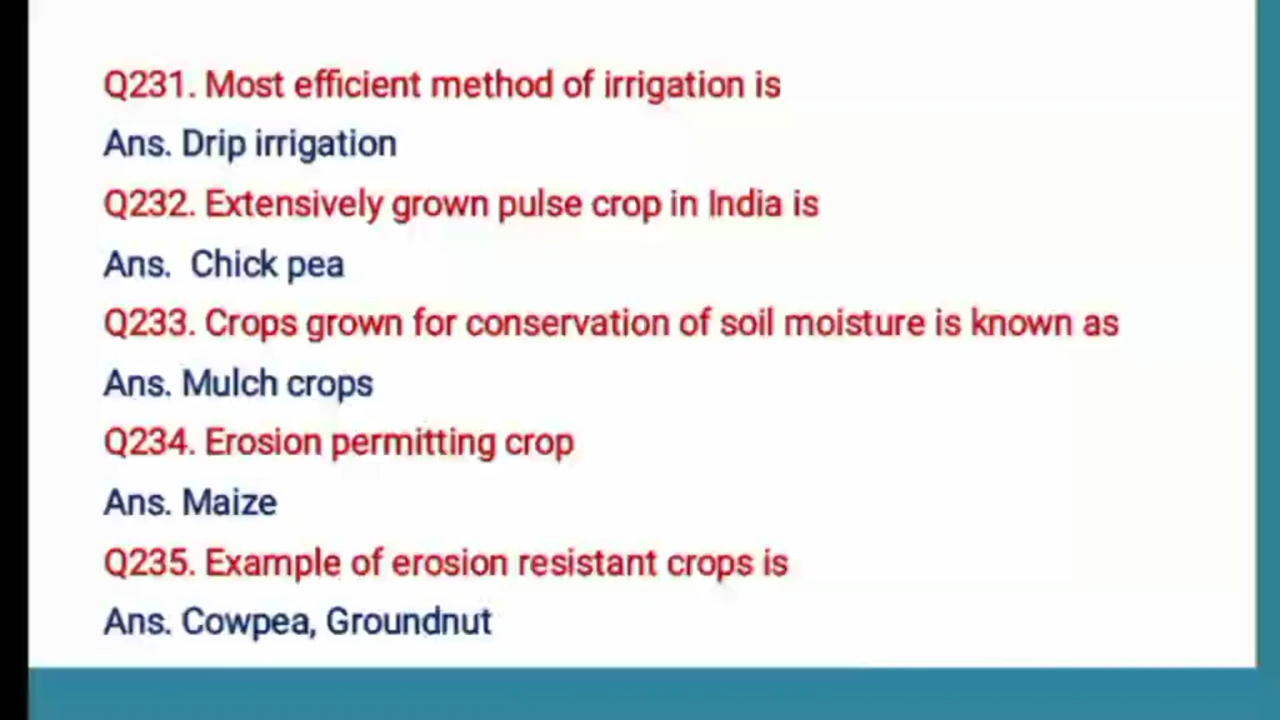 Q231. Most efficient method of irrigation is
Ans. Drip irrigation
Q232. Extensively grown pulse crop in India is
Ans. Chick pea
Q233. Crops grown for conservation of soil moisture is known as
Ans. Mulch crops
Q234. Erosion permitting crop
Ans. Maize
Q235. Example of erosion resistant crops is
Ans. Cowpea, Groundnut